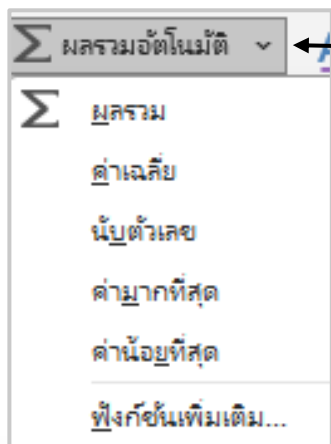 Σ ผลรวมอัตโนมัติ
Σ ผลรวม
ค่าเฉลี่ย
นับตัวเลข
ค่ามากที่สุด
ค่าน้อยที่สุด
ฟังก์ชันเพิ่มเติม...